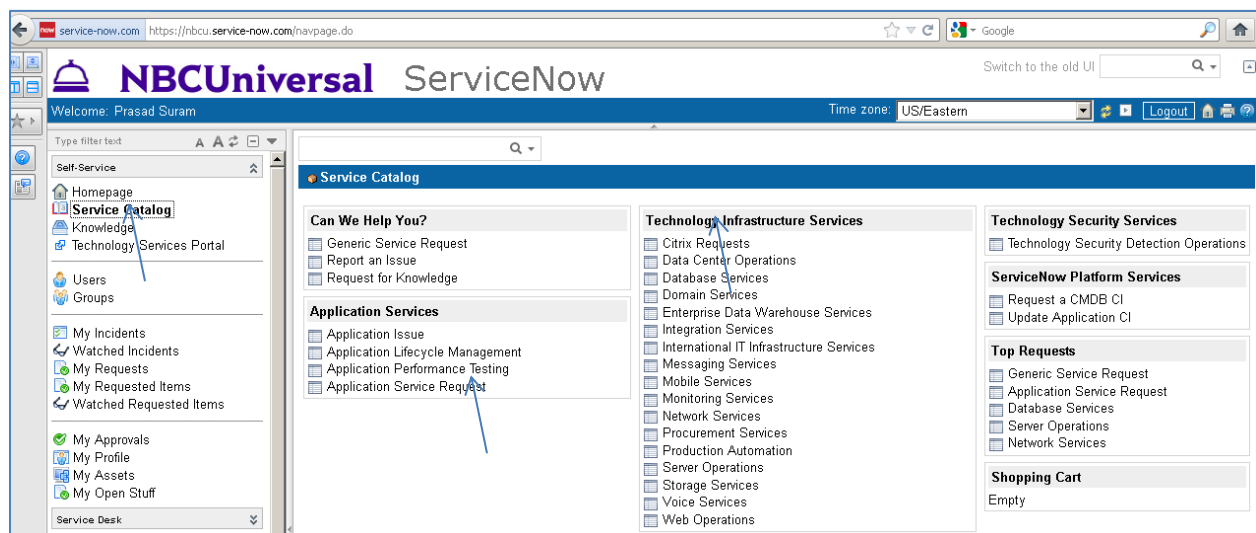 service-now.com https://nbcu.service-now.com/navpage.do
Google
NBCUniversal ServiceNow
Switch to the old UI
Welcome: Prasad Suram
Time zone: US/Eastern
Logout
Type filter text
A A
Self-Service
Homepage
Service Catalog
Knowledge
Technology Services Portal
Users
Groups
My Incidents
Watched Incidents
My Requests
My Requested Items
Watched Requested Items
My Approvals
My Profile
My Assets
My Open Stuff
Service Desk
Service Catalog
Can We Help You?
Generic Service Request
Report an Issue
Request for Knowledge
Application Services
Application Issue
Application Lifecycle Management
Application Performance Testing
Application Service Request
Technology Infrastructure Services
Citrix Requests
Data Center Operations
Database Services
Domain Services
Enterprise Data Warehouse Services
Integration Services
International IT Infrastructure Services
Messaging Services
Mobile Services
Monitoring Services
Network Services
Procurement Services
Production Automation
Server Operations
Storage Services
Voice Services
Web Operations
Technology Security Services
Technology Security Detection Operations
ServiceNow Platform Services
Request a CMDB CI
Update Application CI
Top Requests
Generic Service Request
Application Service Request
Database Services
Server Operations
Network Services
Shopping Cart
Empty